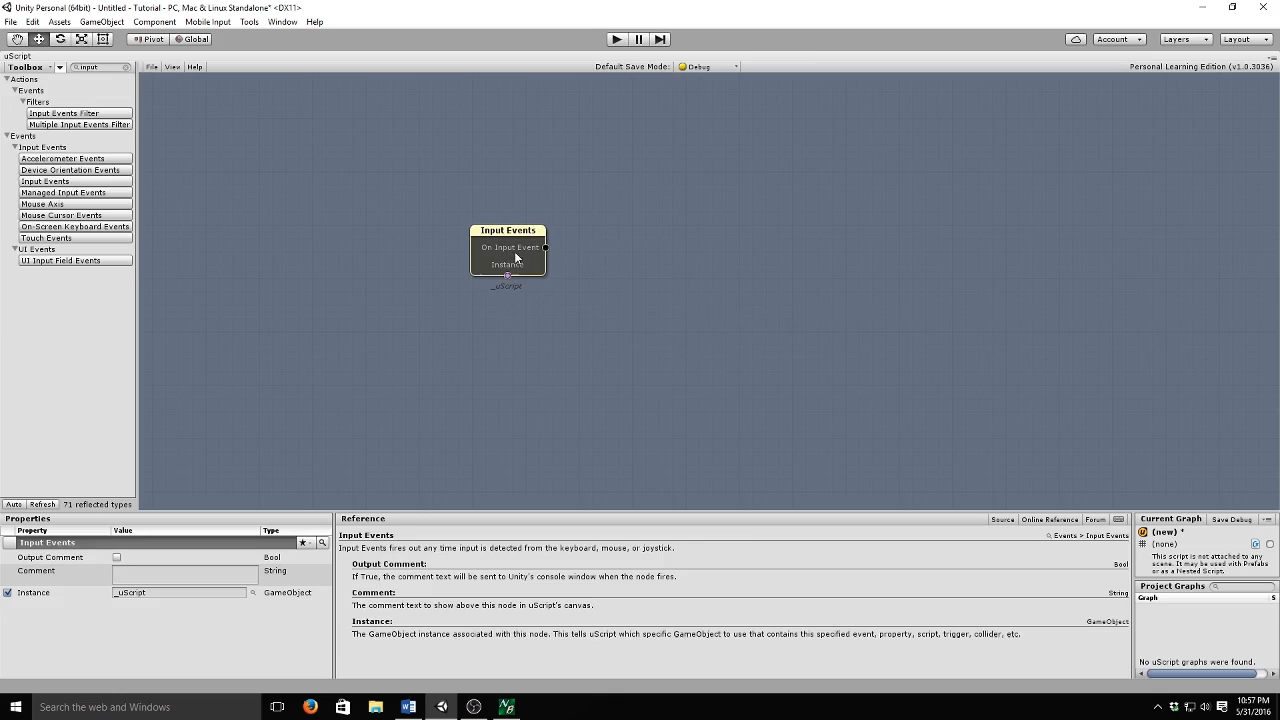 Unity Personal (64bit) - Untitled - Tutorial - PC, Mac & Linux Standalone* <DX11>
File Edit Assets GameObject Component Mobile Input Tools Window Help
Pivot Global Account Layers Layout
uScript
Toolbox input File View Help Default Save Mode: Debug Personal Learning Edition (v1.0.3036)
Actions
Events
Filters
Input Events Filter
Multiple Input Events Filter
Events
Input Events
Accelerometer Events
Device Orientation Events
Input Events
Managed Input Events
Mouse Axis
Mouse Cursor Events
On-Screen Keyboard Events
Touch Events
UI Events
UI Input Field Events
Input Events
On Input Event
Instance
_uScript
Auto Refresh 71 reflected types
Properties
Property Value Type
Input Events
Output Comment Bool
Comment String
Instance _uScript GameObject
Reference Source Online Reference Forum
Input Events Events > Input Events
Input Events fires out any time input is detected from the keyboard, mouse, or joystick.
Output Comment: Bool
If True, the comment text will be sent to Unity's console window when the node fires.
Comment: String
The comment text to show above this node in uScript's canvas.
Instance: GameObject
The GameObject instance associated with this node. This tells uScript which specific GameObject to use that contains this specified event, property, script, trigger, collider, etc.
Current Graph Save Debug
(new) *
(none)
This script is not attached to any
scene. It may be used with Prefabs
or as a Nested Script.
Project Graphs
Graph S
No uScript graphs were found.
Search the web and Windows
10:57 PM
5/31/2016